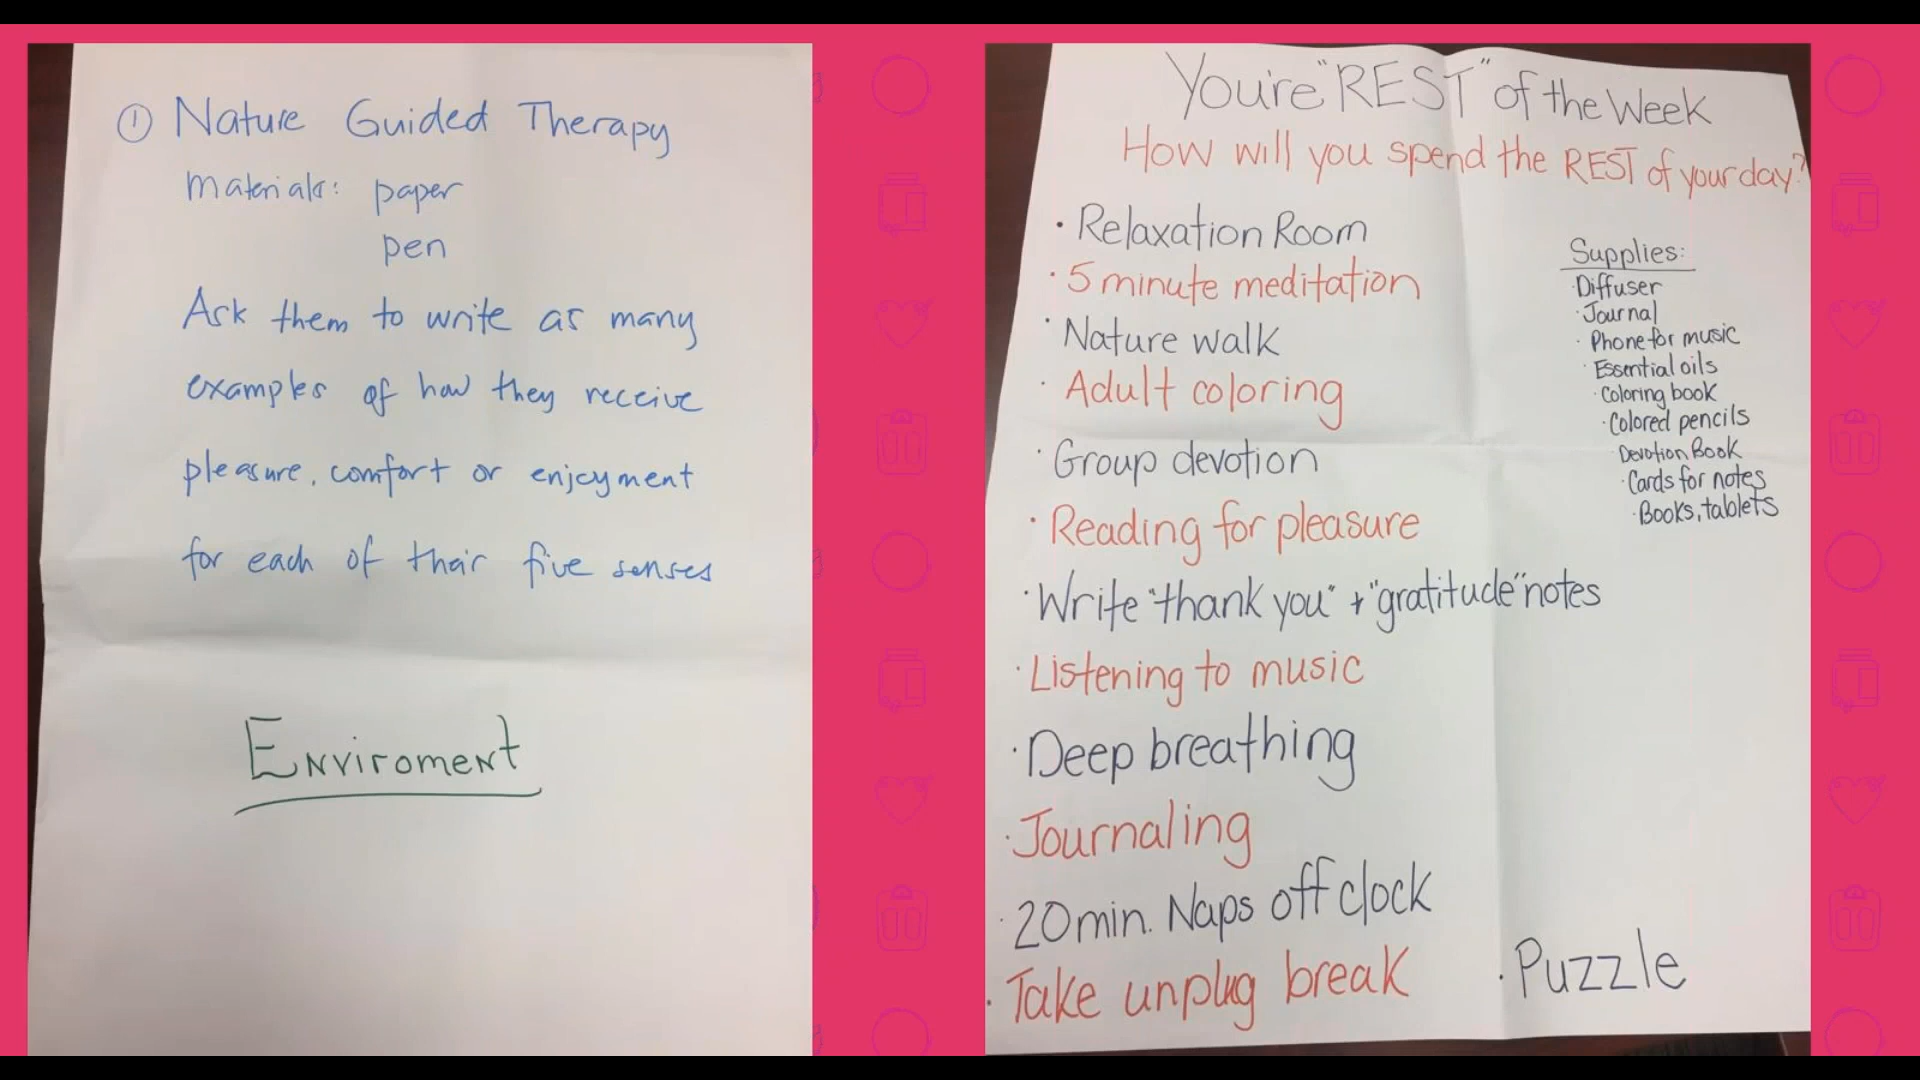 ① Nature Guided Therapy
materials: paper
pen
Ask them to write as many
examples of how they receive
pleasure, comfort or enjoyment
for each of their five senses
Enviroment
You're "REST" of the Week
How will you spend the REST of your day?
· Relaxation Room
· 5 minute meditation
· Nature walk
· Adult coloring
· Group devotion
· Reading for pleasure
· Write "thank you" + "gratitude" notes
· Listening to music
· Deep breathing
· Journaling
· 20 min. Naps off clock
· Take unplug break
· Puzzle
Supplies:
· Diffuser
· Journal
· Phone for music
· Essential oils
· Coloring book
· Colored pencils
· Devotion Book
· Cards for notes
· Books, tablets